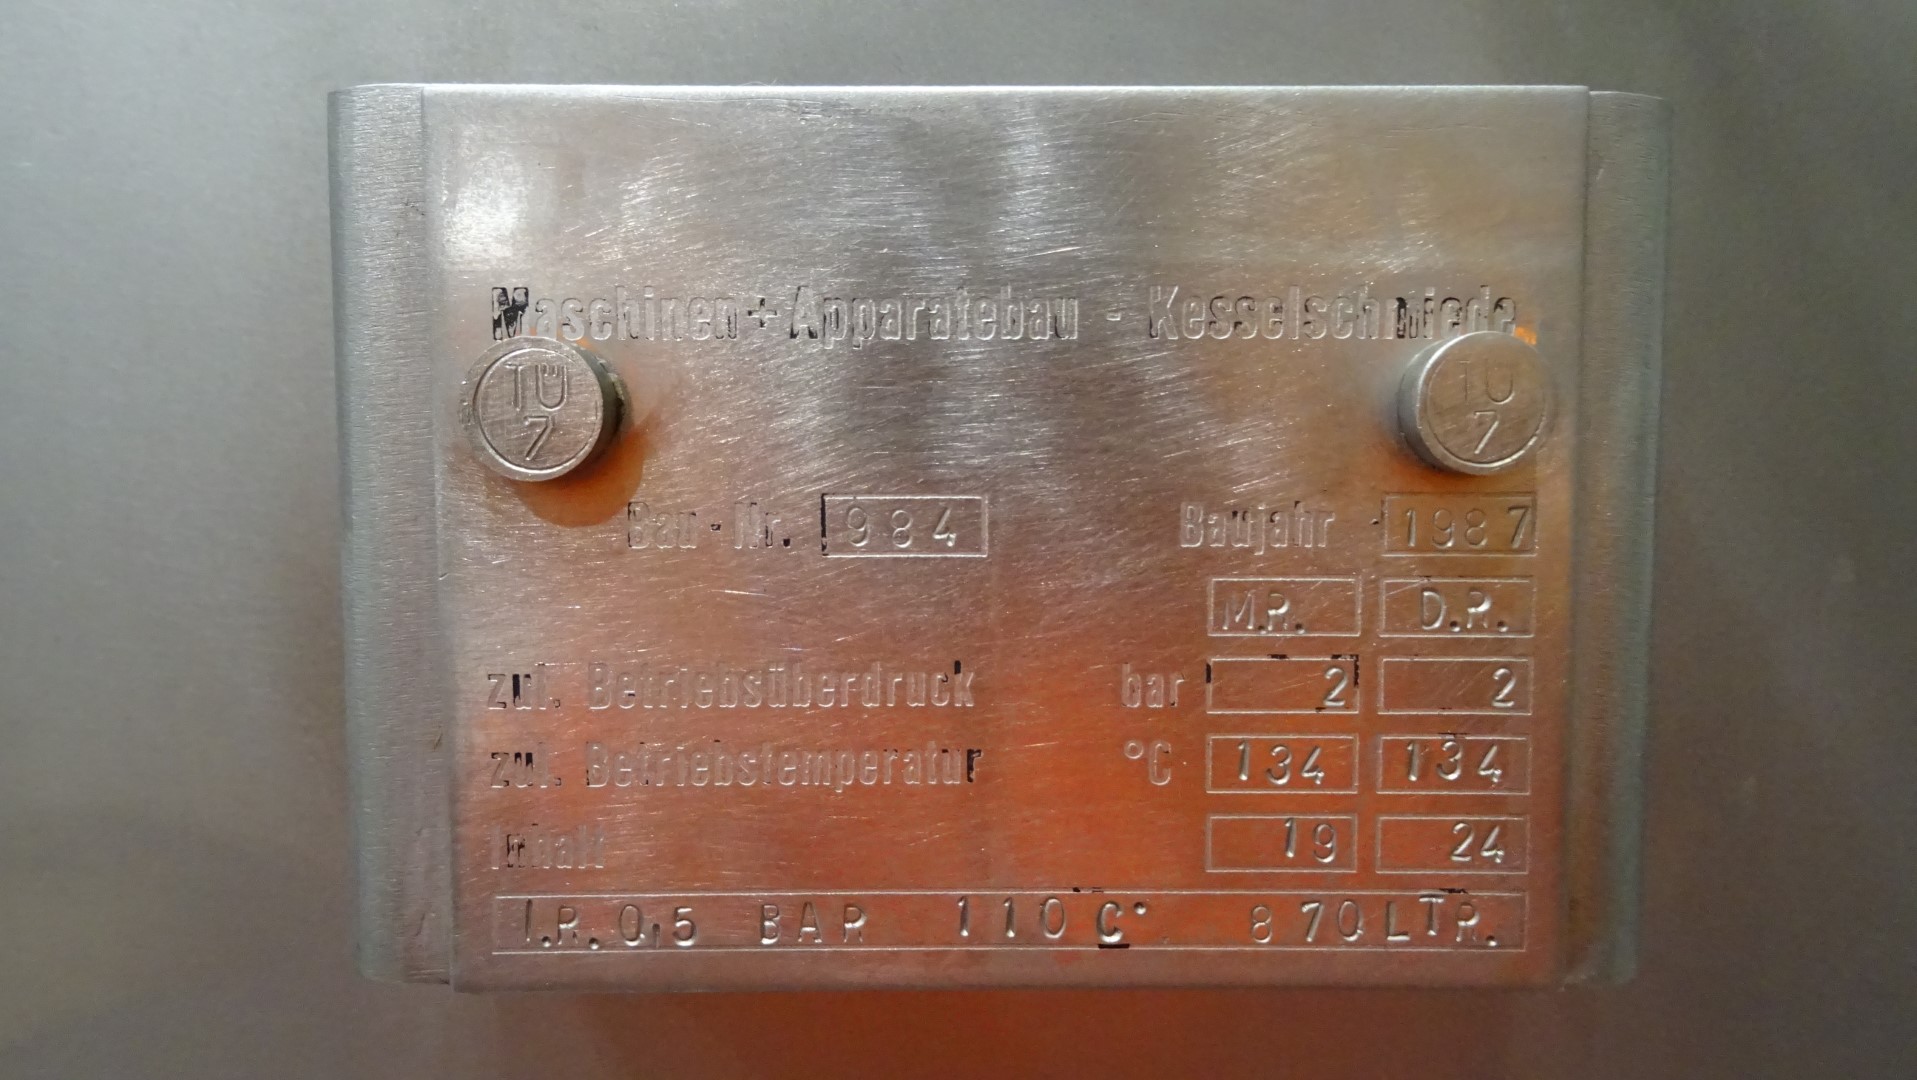 Maschinen+Apparatebau - Kesselschmiede
TÜ
7
TÜ
7
Bau-Nr. 984 Baujahr 1987
M.R. D.R.
zul. Betriebsüberdruck bar 2 2
zul. Betriebstemperatur °C 134 134
Inhalt 19 24
I.R. 0,5 BAR 110 C° 870 LTR.